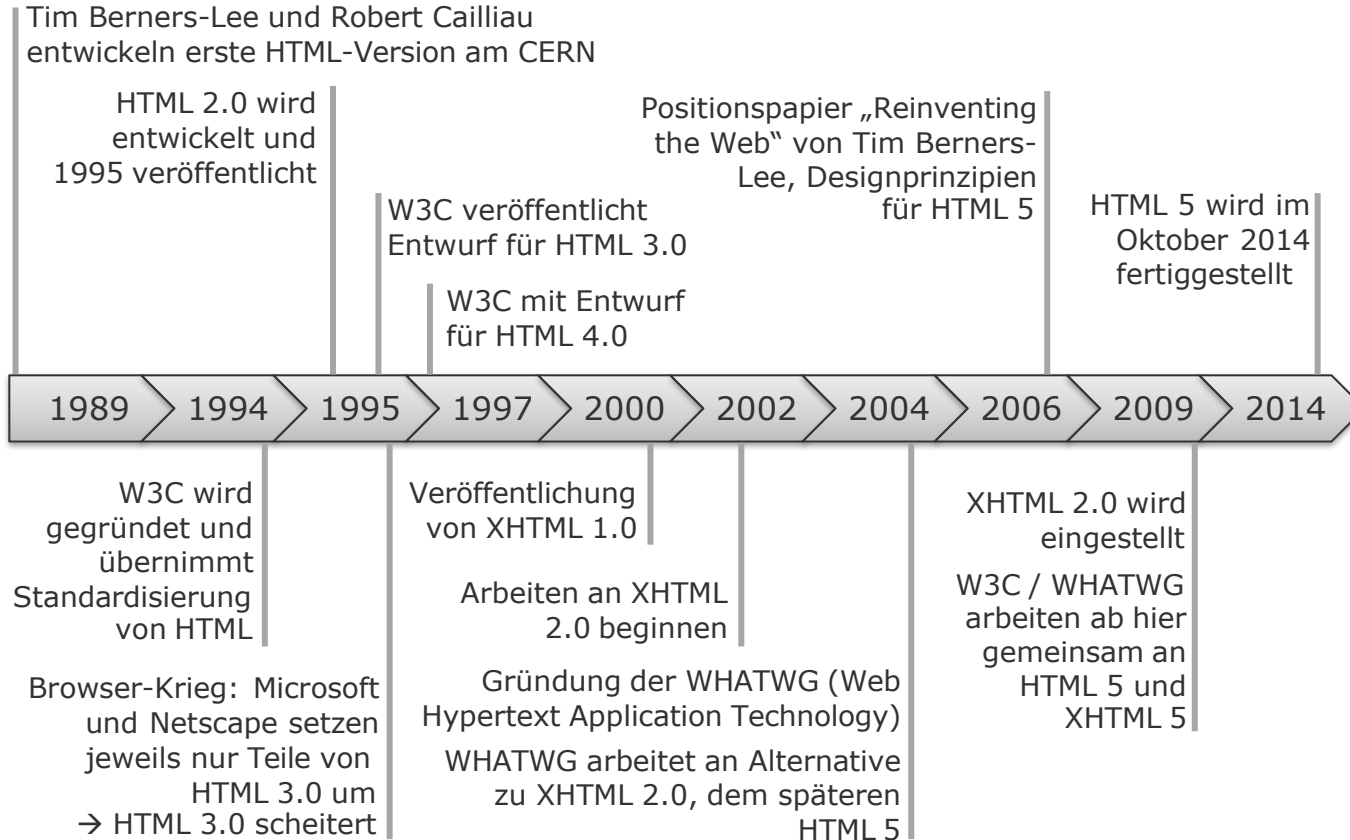 Tim Berners-Lee und Robert Cailliau
entwickeln erste HTML-Version am CERN
HTML 2.0 wird
entwickelt und
1995 veröffentlicht
W3C veröffentlicht
Entwurf für HTML 3.0
W3C mit Entwurf
für HTML 4.0
Positionspapier „Reinventing
the Web“ von Tim Berners-
Lee, Designprinzipien
für HTML 5
HTML 5 wird im
Oktober 2014
fertiggestellt
1989 1994 1995 1997 2000 2002 2004 2006 2009 2014
W3C wird
gegründet und
übernimmt
Standardisierung
von HTML
Browser-Krieg: Microsoft
und Netscape setzen
jeweils nur Teile von
HTML 3.0 um
→ HTML 3.0 scheitert
Veröffentlichung
von XHTML 1.0
Arbeiten an XHTML
2.0 beginnen
Gründung der WHATWG (Web
Hypertext Application Technology)
WHATWG arbeitet an Alternative
zu XHTML 2.0, dem späteren
HTML 5
XHTML 2.0 wird
eingestellt
W3C / WHATWG
arbeiten ab hier
gemeinsam an
HTML 5 und
XHTML 5